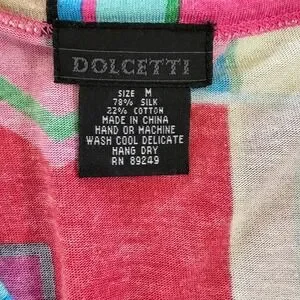 DOLCETTI
SIZE M
78% SILK
22% COTTON
MADE IN CHINA
HAND OR MACHINE
WASH COOL DELICATE
HANG DRY
RN 89249